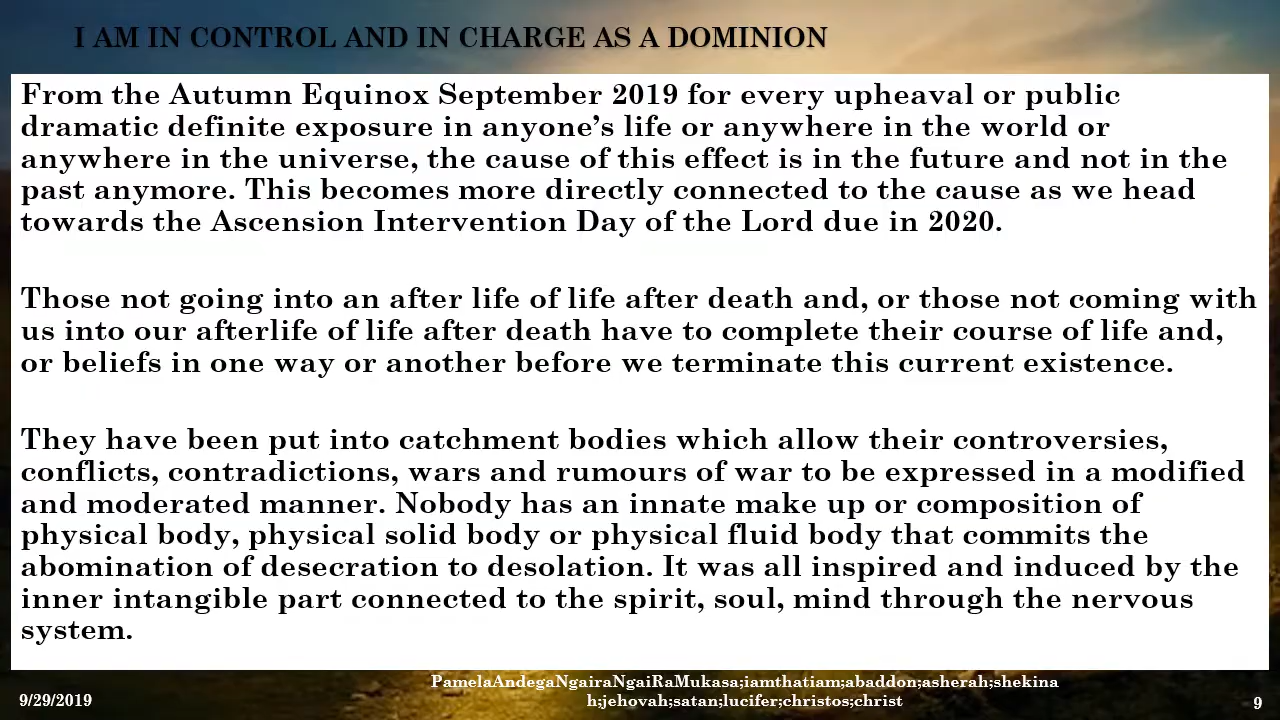 I AM IN CONTROL AND IN CHARGE AS A DOMINION
From the Autumn Equinox September 2019 for every upheaval or public
dramatic definite exposure in anyone’s life or anywhere in the world or
anywhere in the universe, the cause of this effect is in the future and not in the
past anymore. This becomes more directly connected to the cause as we head
towards the Ascension Intervention Day of the Lord due in 2020.
Those not going into an after life of life after death and, or those not coming with
us into our afterlife of life after death have to complete their course of life and,
or beliefs in one way or another before we terminate this current existence.
They have been put into catchment bodies which allow their controversies,
conflicts, contradictions, wars and rumours of war to be expressed in a modified
and moderated manner. Nobody has an innate make up or composition of
physical body, physical solid body or physical fluid body that commits the
abomination of desecration to desolation. It was all inspired and induced by the
inner intangible part connected to the spirit, soul, mind through the nervous
system.
PamelaAndegaNgairaNgaiRaMukasa;iamthatiam;abaddon;asherah;shekina
h;jehovah;satan;lucifer;christos;christ
9/29/2019
9